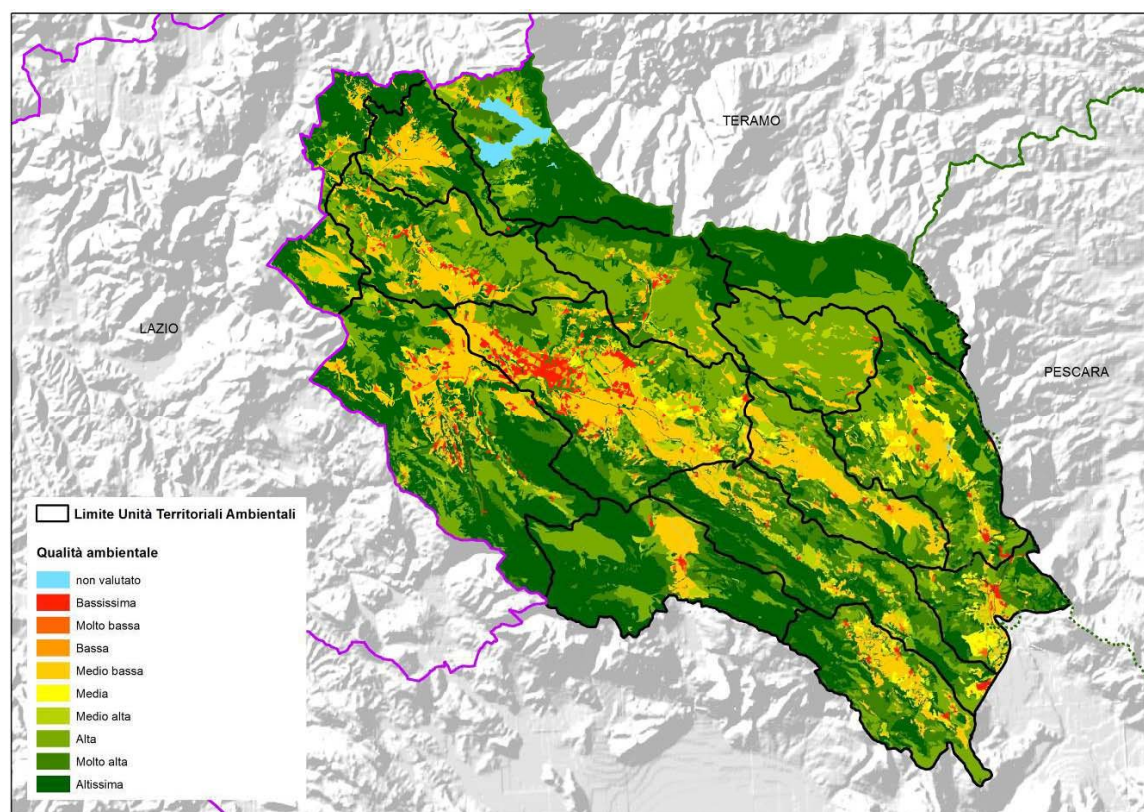 TERAMO
LAZIO
PESCARA
Limite Unità Territoriali Ambientali
Qualità ambientale
non valutato
Bassissima
Molto bassa
Bassa
Medio bassa
Media
Medio alta
Alta
Molto alta
Altissima